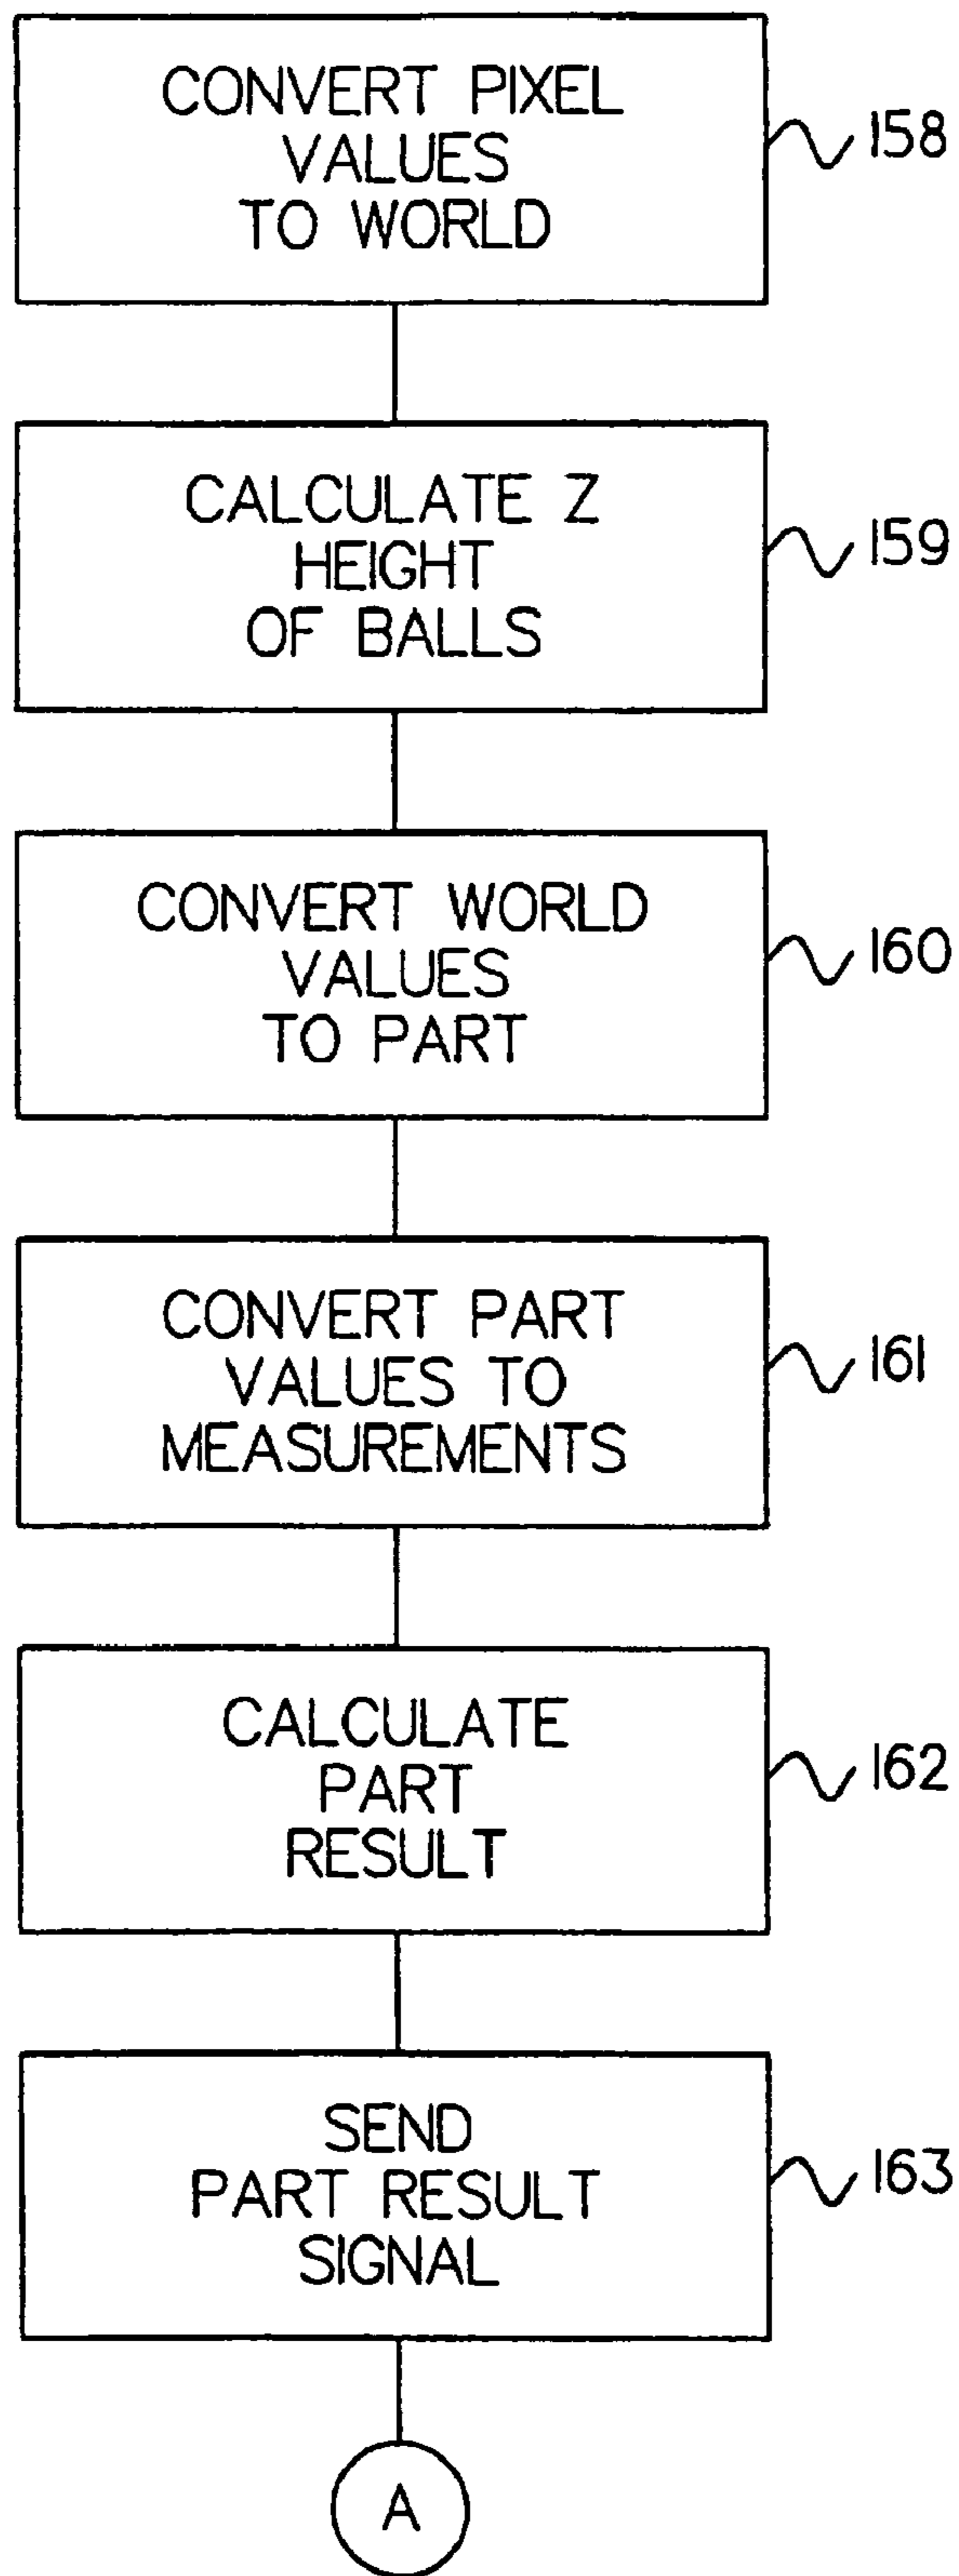 CONVERT PIXEL
VALUES
TO WORLD
158
CALCULATE Z
HEIGHT
OF BALLS
159
CONVERT WORLD
VALUES
TO PART
160
CONVERT PART
VALUES TO
MEASUREMENTS
161
CALCULATE
PART
RESULT
162
SEND
PART RESULT
SIGNAL
163
A